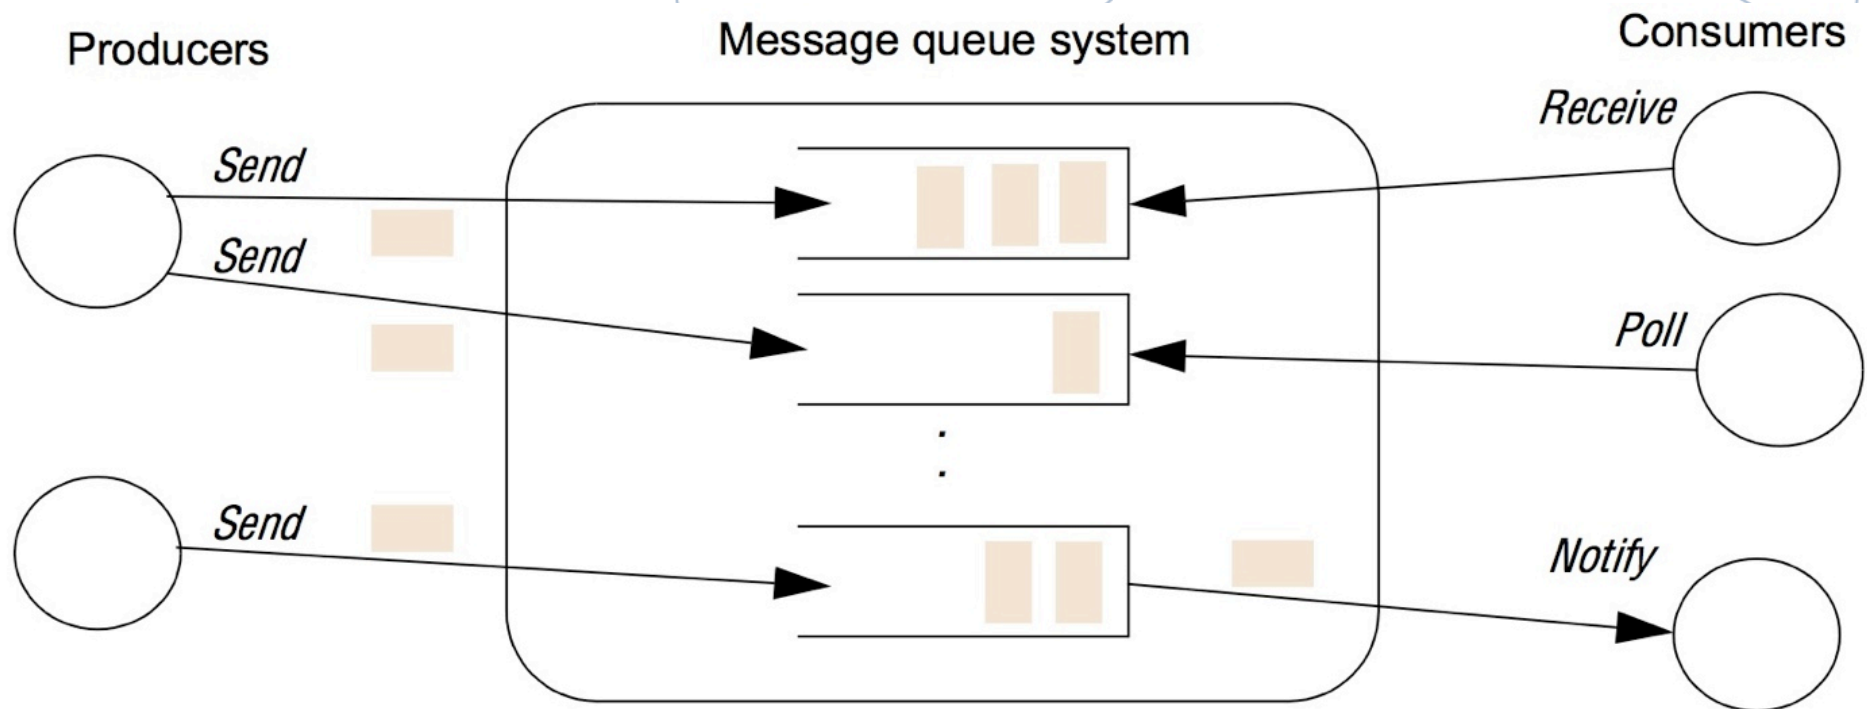 Producers
Message queue system
Consumers
Send
Receive
Send
Poll
.
.
Send
Notify